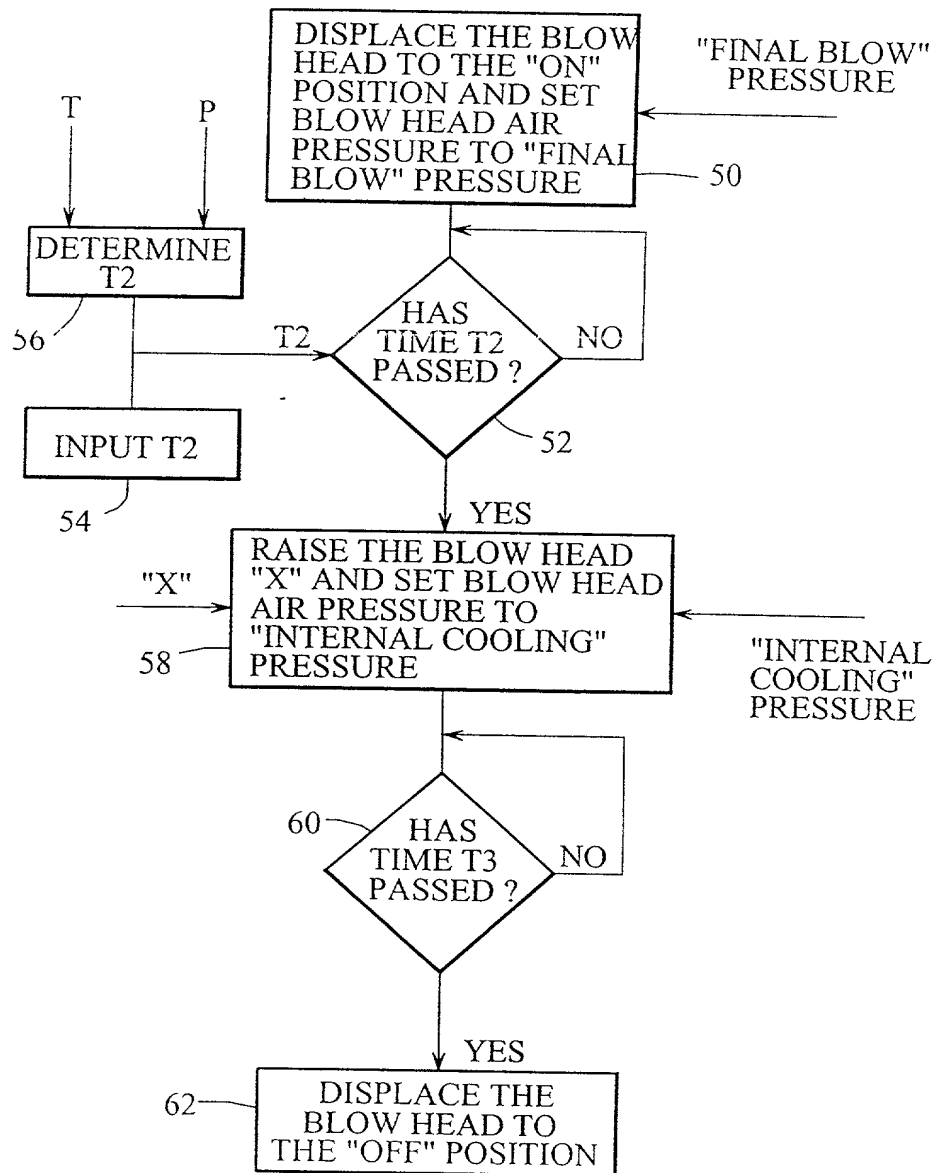 DISPLACE THE BLOW
HEAD TO THE "ON"
POSITION AND SET
BLOW HEAD AIR
PRESSURE TO "FINAL
BLOW" PRESSURE
"FINAL BLOW"
PRESSURE
50
T
P
DETERMINE
T2
56
T2
HAS
TIME T2
PASSED ?
NO
52
INPUT T2
54
YES
RAISE THE BLOW HEAD
"X" AND SET BLOW HEAD
AIR PRESSURE TO
"INTERNAL COOLING"
PRESSURE
"X"
58
"INTERNAL
COOLING"
PRESSURE
60
HAS
TIME T3
PASSED ?
NO
YES
62
DISPLACE THE
BLOW HEAD TO
THE "OFF" POSITION